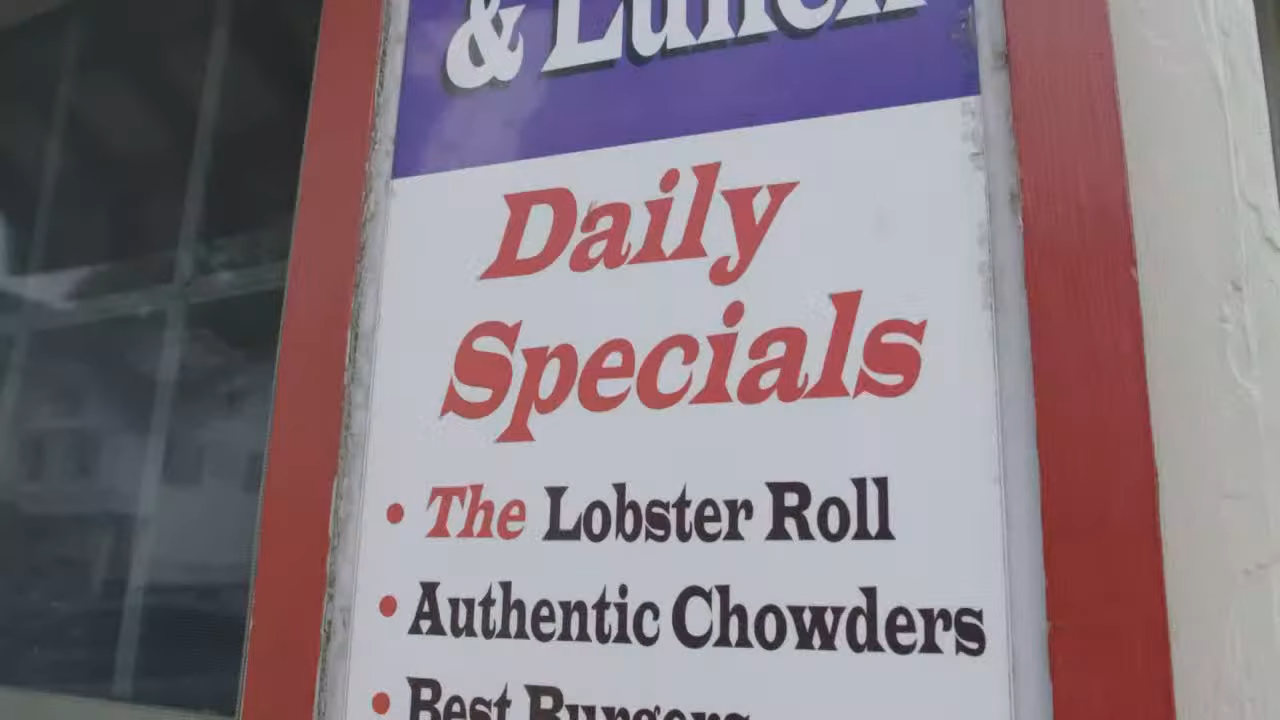 & Lunch
Daily
Specials
• The Lobster Roll
• Authentic Chowders
• Best Burgers